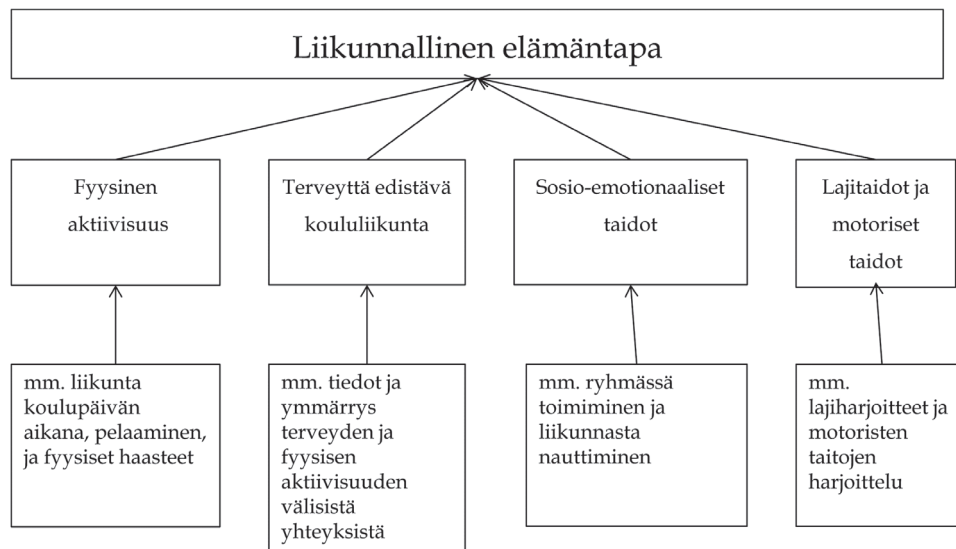 Liikunnallinen elämäntapa
Fyysinen
aktiivisuus
Terveyttä edistävä
koululiikunta
Sosio-emotionaaliset
taidot
Lajitaidot ja
motoriset
taidot
mm. liikunta
koulupäivän
aikana, pelaaminen,
ja fyysiset haasteet
mm. tiedot ja
ymmärrys
terveyden ja
fyysisen
aktiivisuuden
välisistä
yhteyksistä
mm. ryhmässä
toimiminen ja
liikunnasta
nauttiminen
mm.
lajiharjoitteet ja
motoristen
taitojen
harjoittelu